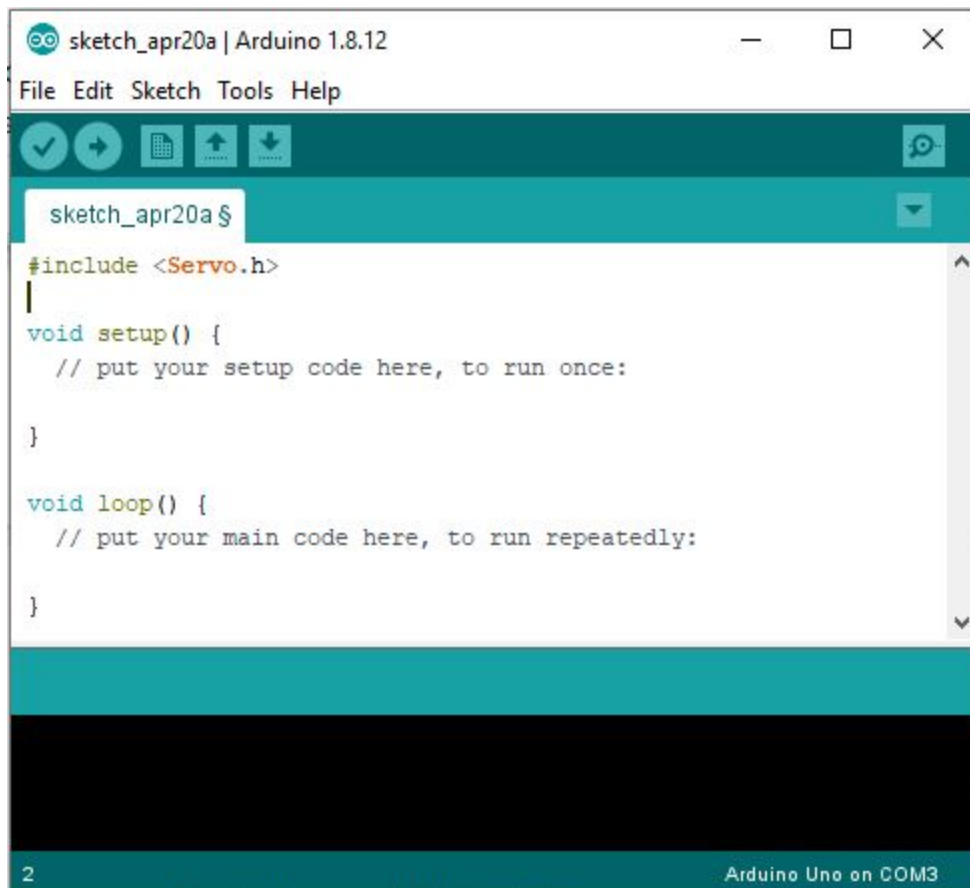 sketch_apr20a | Arduino 1.8.12
File Edit Sketch Tools Help
sketch_apr20a §
#include <Servo.h>
void setup() {
  // put your setup code here, to run once:
}
void loop() {
  // put your main code here, to run repeatedly:
}
2 Arduino Uno on COM3